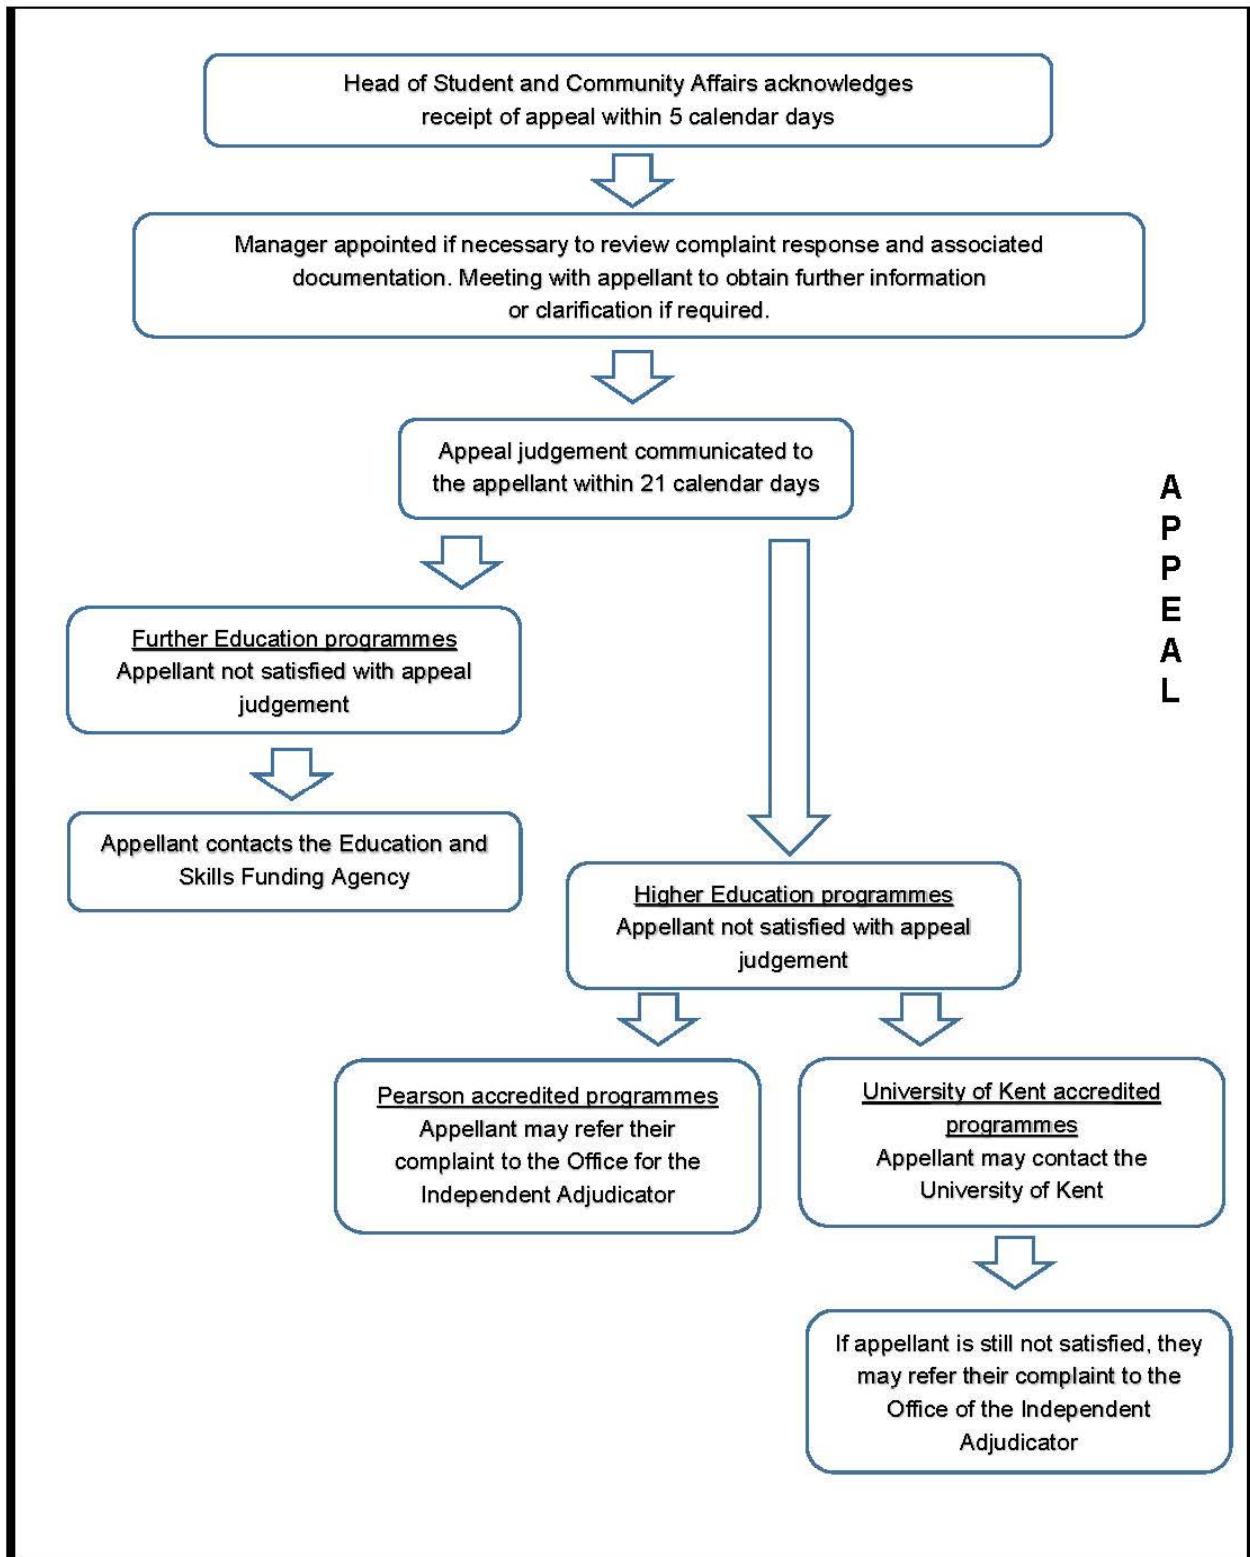 Head of Student and Community Affairs acknowledges
receipt of appeal within 5 calendar days
Manager appointed if necessary to review complaint response and associated
documentation. Meeting with appellant to obtain further information
or clarification if required.
Appeal judgement communicated to
the appellant within 21 calendar days
A
P
P
E
A
L
Further Education programmes
Appellant not satisfied with appeal
judgement
Appellant contacts the Education and
Skills Funding Agency
Higher Education programmes
Appellant not satisfied with appeal
judgement
Pearson accredited programmes
Appellant may refer their
complaint to the Office for the
Independent Adjudicator
University of Kent accredited
programmes
Appellant may contact the
University of Kent
If appellant is still not satisfied, they
may refer their complaint to the
Office of the Independent
Adjudicator